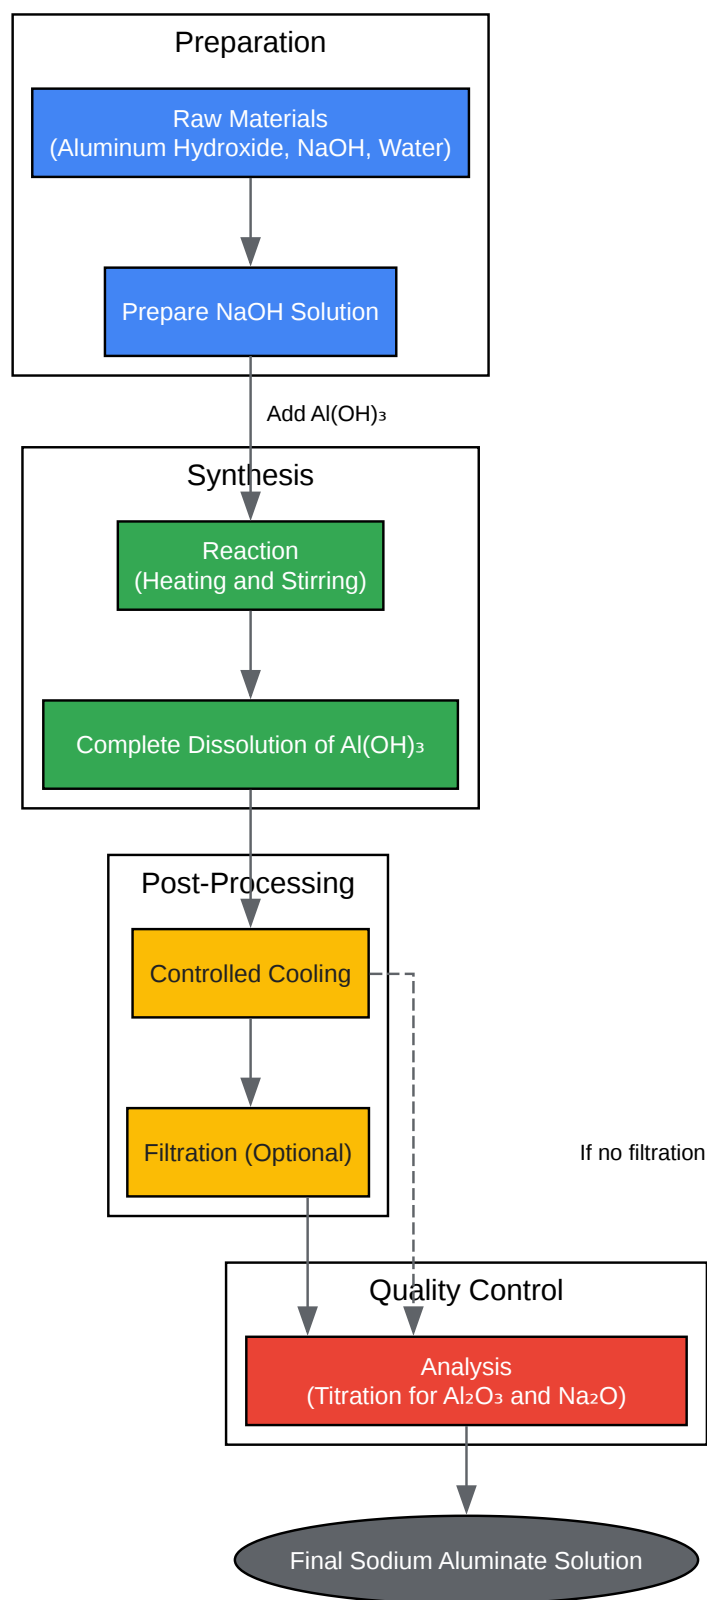 Preparation
Raw Materials
(Aluminum Hydroxide, NaOH, Water)
Prepare NaOH Solution
Add Al(OH)₃
Synthesis
Reaction
(Heating and Stirring)
Complete Dissolution of Al(OH)₃
Post-Processing
Controlled Cooling
Filtration (Optional)
If no filtration
Quality Control
Analysis
(Titration for Al₂O₃ and Na₂O)
Final Sodium Aluminate Solution